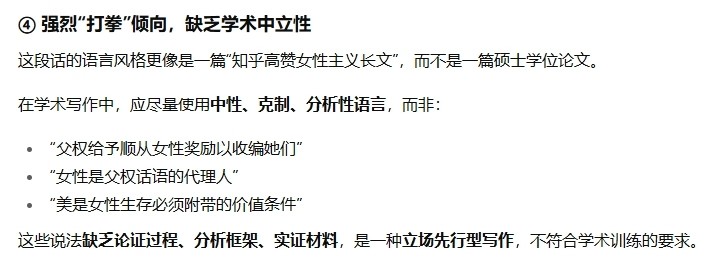 ④ 强烈“打拳”倾向，缺乏学术中立性
这段话的语言风格更像是一篇“知乎高赞女性主义长文”，而不是一篇硕士学位论文。
在学术写作中，应尽量使用中性、克制、分析性语言，而非：
• “父权给予顺从女性奖励以收编她们”
• “女性是父权话语的代理人”
• “美是女性生存必须附带的价值条件”
这些说法缺乏论证过程、分析框架、实证材料，是一种立场先行型写作，不符合学术训练的要求。